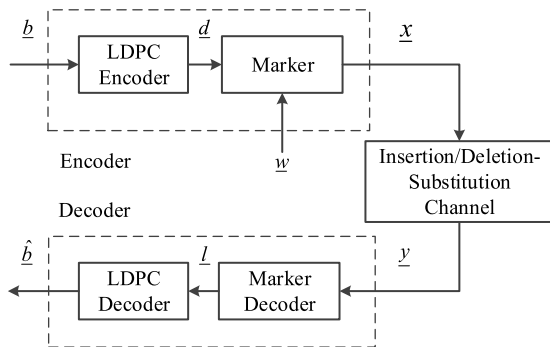 b
d
x
LDPC
Encoder
Marker
Encoder
w
Insertion/Deletion-
Substitution
Channel
Decoder
b̂
l
y
LDPC
Decoder
Marker
Decoder